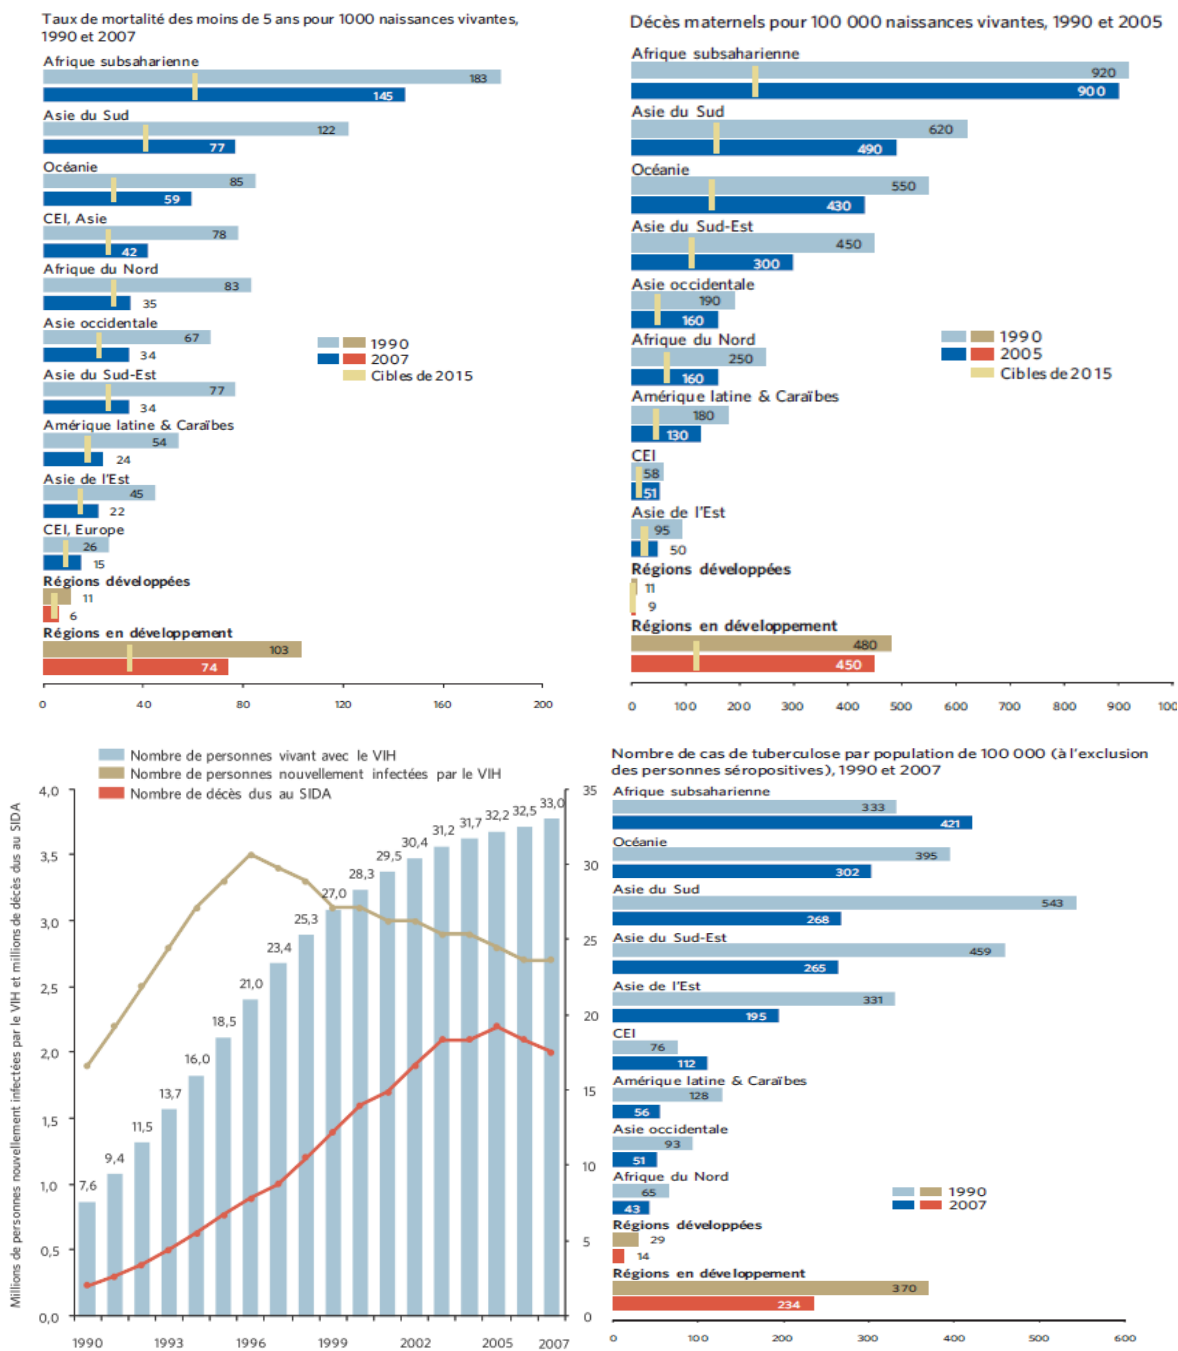 Taux de mortalité des moins de 5 ans pour 1000 naissances vivantes,
1990 et 2007
Afrique subsaharienne
183
145
Asie du Sud
122
77
Océanie
85
59
CEI, Asie
78
42
Afrique du Nord
83
35
Asie occidentale
67
34
Asie du Sud-Est
77
34
Amérique latine & Caraïbes
54
24
Asie de l'Est
45
22
CEI, Europe
26
15
Régions développées
11
6
Régions en développement
103
74
1990
2007
Cibles de 2015
0 40 80 120 160 200
Décès maternels pour 100 000 naissances vivantes, 1990 et 2005
Afrique subsaharienne
920
900
Asie du Sud
620
490
Océanie
550
430
Asie du Sud-Est
450
300
Asie occidentale
190
160
Afrique du Nord
250
160
Amérique latine & Caraïbes
180
130
CEI
58
51
Asie de l'Est
95
50
Régions développées
11
9
Régions en développement
480
450
1990
2005
Cibles de 2015
0 100 200 300 400 500 600 700 800 900 100
Nombre de personnes vivant avec le VIH
Nombre de personnes nouvellement infectées par le VIH
Nombre de décès dus au SIDA
Millions de personnes nouvellement infectées par le VIH et millions de décès dus au SIDA
4,0
3,5
3,0
2,5
2,0
1,5
1,0
0,5
0,0
7,6
9,4
11,5
13,7
16,0
18,5
21,0
23,4
25,3
27,0
28,3
29,5
30,4
31,2
31,7
32,2
32,5
33,0
35
30
25
20
15
10
5
0
1990 1993 1996 1999 2002 2005 2007
Nombre de cas de tuberculose par population de 100 000 (à l'exclusion
des personnes séropositives), 1990 et 2007
Afrique subsaharienne
333
421
Océanie
395
302
Asie du Sud
543
268
Asie du Sud-Est
459
265
Asie de l'Est
331
195
CEI
76
112
Amérique latine & Caraïbes
128
56
Asie occidentale
93
51
Afrique du Nord
65
43
Régions développées
29
14
Régions en développement
370
234
1990
2007
0 100 200 300 400 500 600